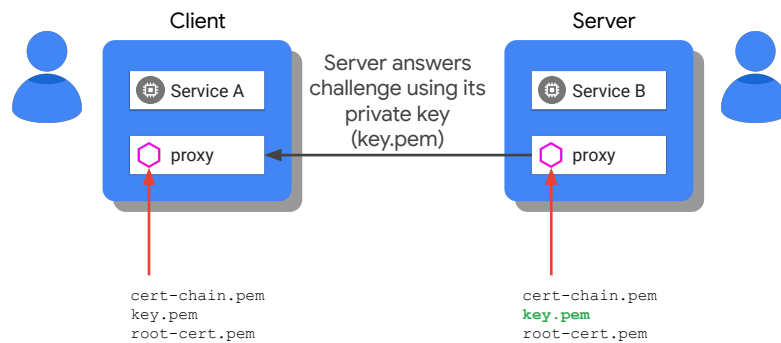 Client
Server
Server answers
challenge using its
private key
(key.pem)
Service A
Service B
proxy
proxy
cert-chain.pem
key.pem
root-cert.pem
cert-chain.pem
key.pem
root-cert.pem